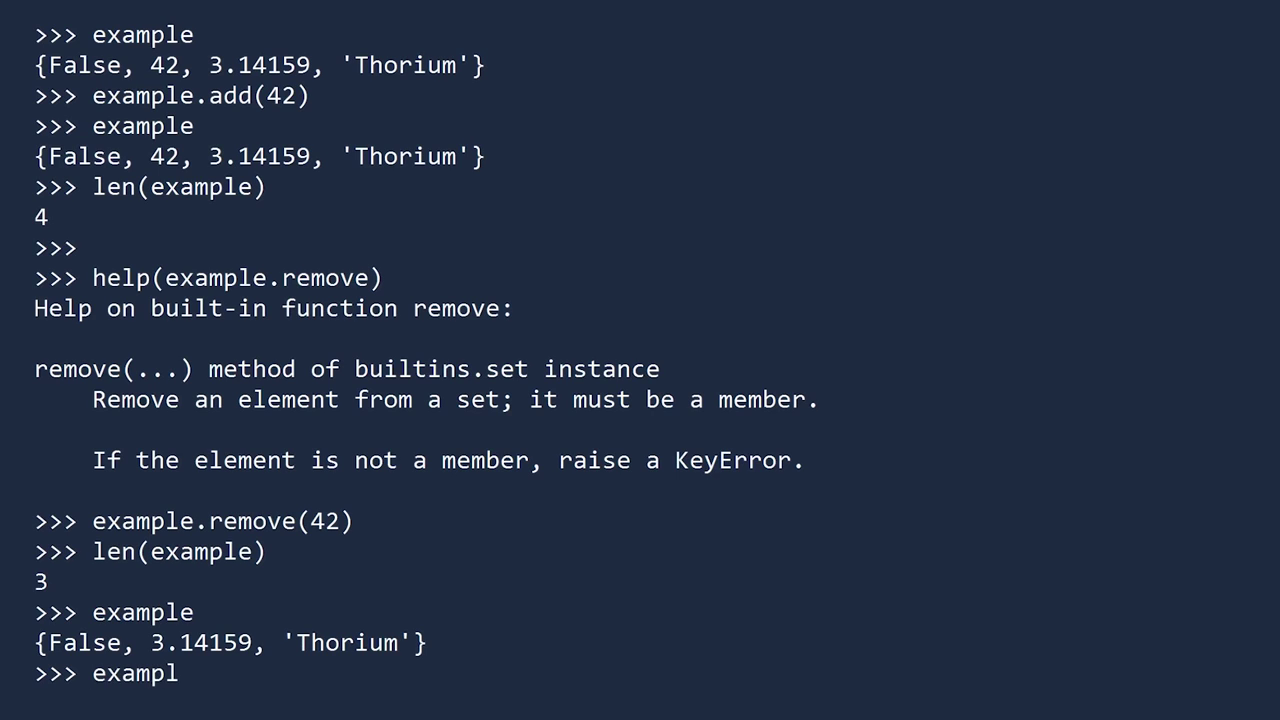 >>> example
{False, 42, 3.14159, 'Thorium'}
>>> example.add(42)
>>> example
{False, 42, 3.14159, 'Thorium'}
>>> len(example)
4
>>>
>>> help(example.remove)
Help on built-in function remove:

remove(...) method of builtins.set instance
    Remove an element from a set; it must be a member.

    If the element is not a member, raise a KeyError.

>>> example.remove(42)
>>> len(example)
3
>>> example
{False, 3.14159, 'Thorium'}
>>> exampl